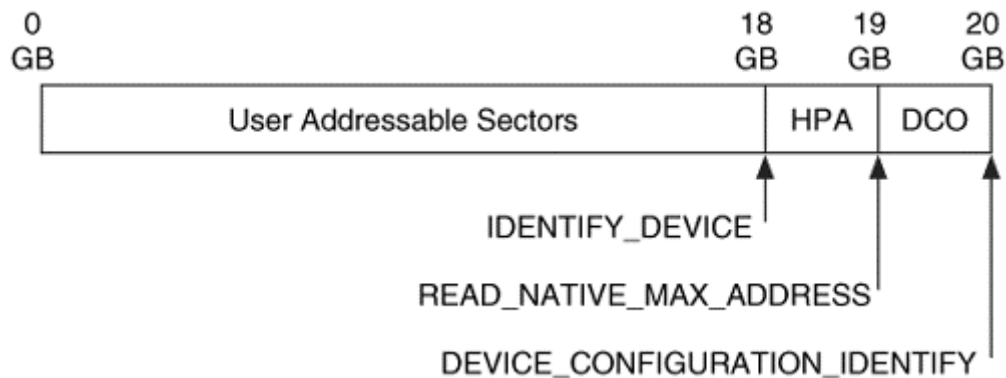 0 GB
18 GB
19 GB
20 GB
User Addressable Sectors
HPA
DCO
IDENTIFY_DEVICE
READ_NATIVE_MAX_ADDRESS
DEVICE_CONFIGURATION_IDENTIFY